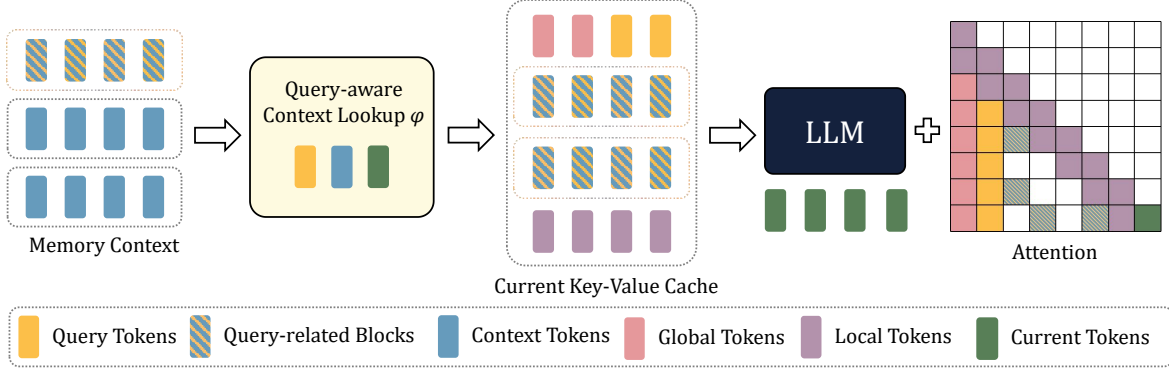 Query-aware
Context Lookup φ
LLM
Memory Context
Attention
Current Key-Value Cache
Query Tokens
Query-related Blocks
Context Tokens
Global Tokens
Local Tokens
Current Tokens